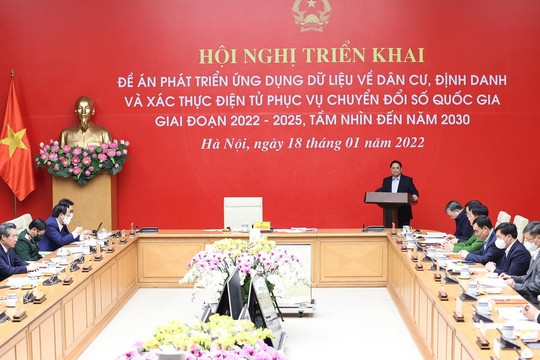 HỘI NGHỊ TRIỂN KHAI
ĐỀ ÁN PHÁT TRIỂN ỨNG DỤNG DỮ LIỆU VỀ DÂN CƯ, ĐỊNH DANH
VÀ XÁC THỰC ĐIỆN TỬ PHỤC VỤ CHUYỂN ĐỔI SỐ QUỐC GIA
GIAI ĐOẠN 2022 - 2025, TẦM NHÌN ĐẾN NĂM 2030
Hà Nội, ngày 18 tháng 01 năm 2022